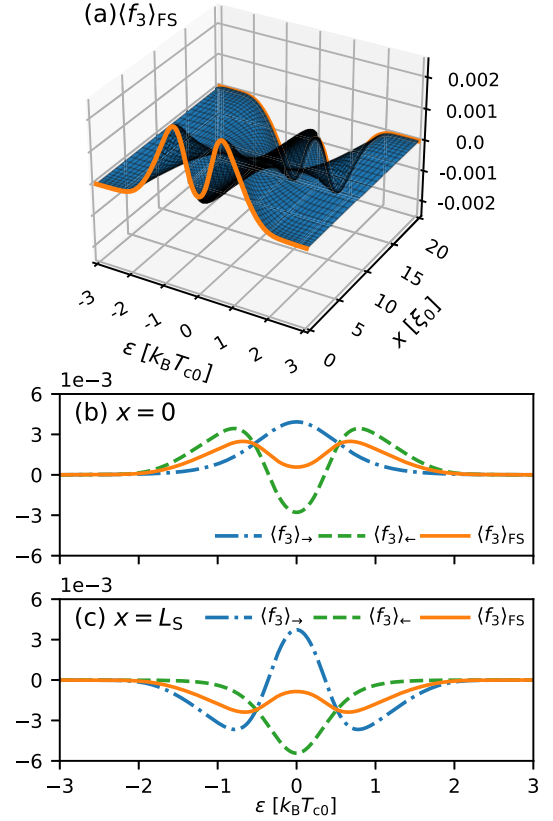 (a)⟨f₃⟩FS
0.002
0.001
0.0
-0.001
-0.002
20
15
10
5
0
x [ξ₀]
-3
-2
-1
0
1
2
3
ε [kBTc0]
1e−3
(b) x = 0
6
3
0
−3
−6
⟨f₃⟩→ ⟨f₃⟩← ⟨f₃⟩FS
1e−3
(c) x = LS
⟨f₃⟩→ ⟨f₃⟩← ⟨f₃⟩FS
6
3
0
−3
−6
−3 −2 −1 0 1 2 3
ε [kBTc0]